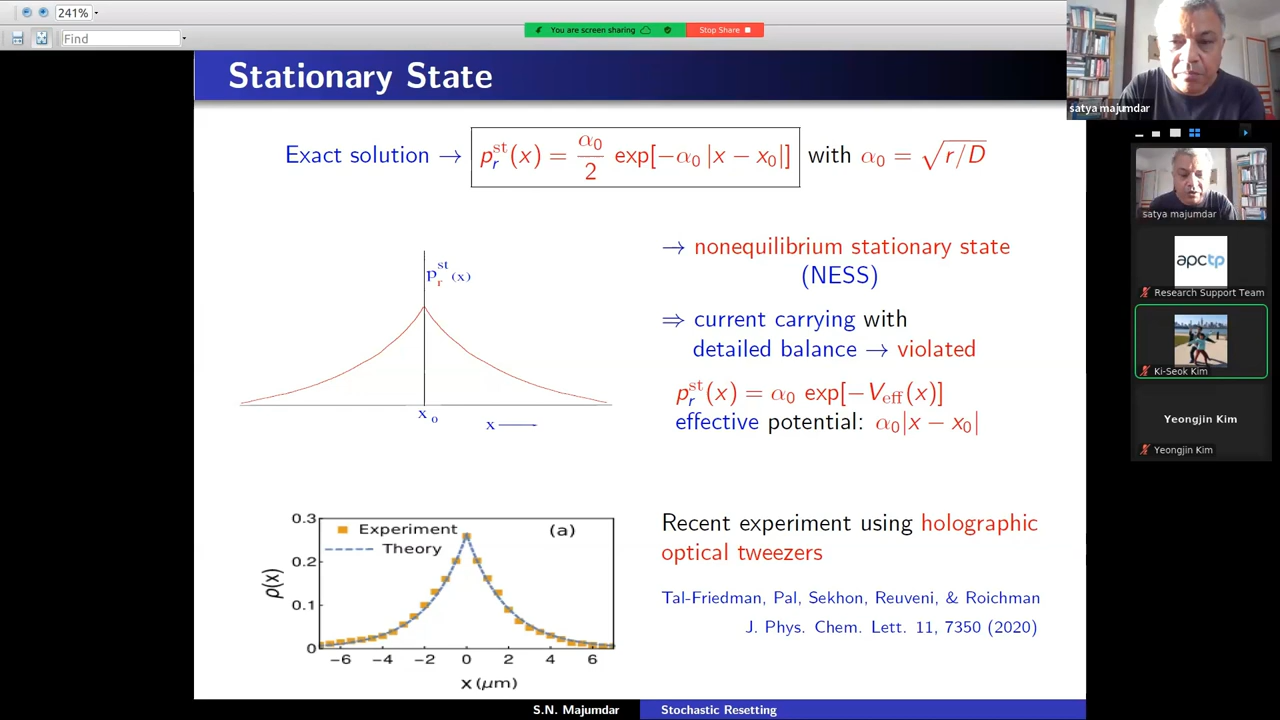 241%
You are screen sharing
Stop Share
Find
Stationary State
satya majumdar
Exact solution → p_r^st(x) = α₀/2 exp[−α₀ |x − x₀|] with α₀ = √r/D
p_r^st (x)
x₀
x
→ nonequilibrium stationary state
(NESS)
⇒ current carrying with
detailed balance → violated
p_r^st(x) = α₀ exp[−V_eff(x)]
effective potential: α₀|x − x₀|
0.3
0.2
0.1
0
Experiment
Theory
(a)
ρ(x)
−6 −4 −2 0 2 4 6
x (μm)
Recent experiment using holographic
optical tweezers
Tal-Friedman, Pal, Sekhon, Reuveni, & Roichman
J. Phys. Chem. Lett. 11, 7350 (2020)
S.N. Majumdar
Stochastic Resetting
satya majumdar
apctp
Research Support Team
Ki-Seok Kim
Yeongjin Kim
Yeongjin Kim